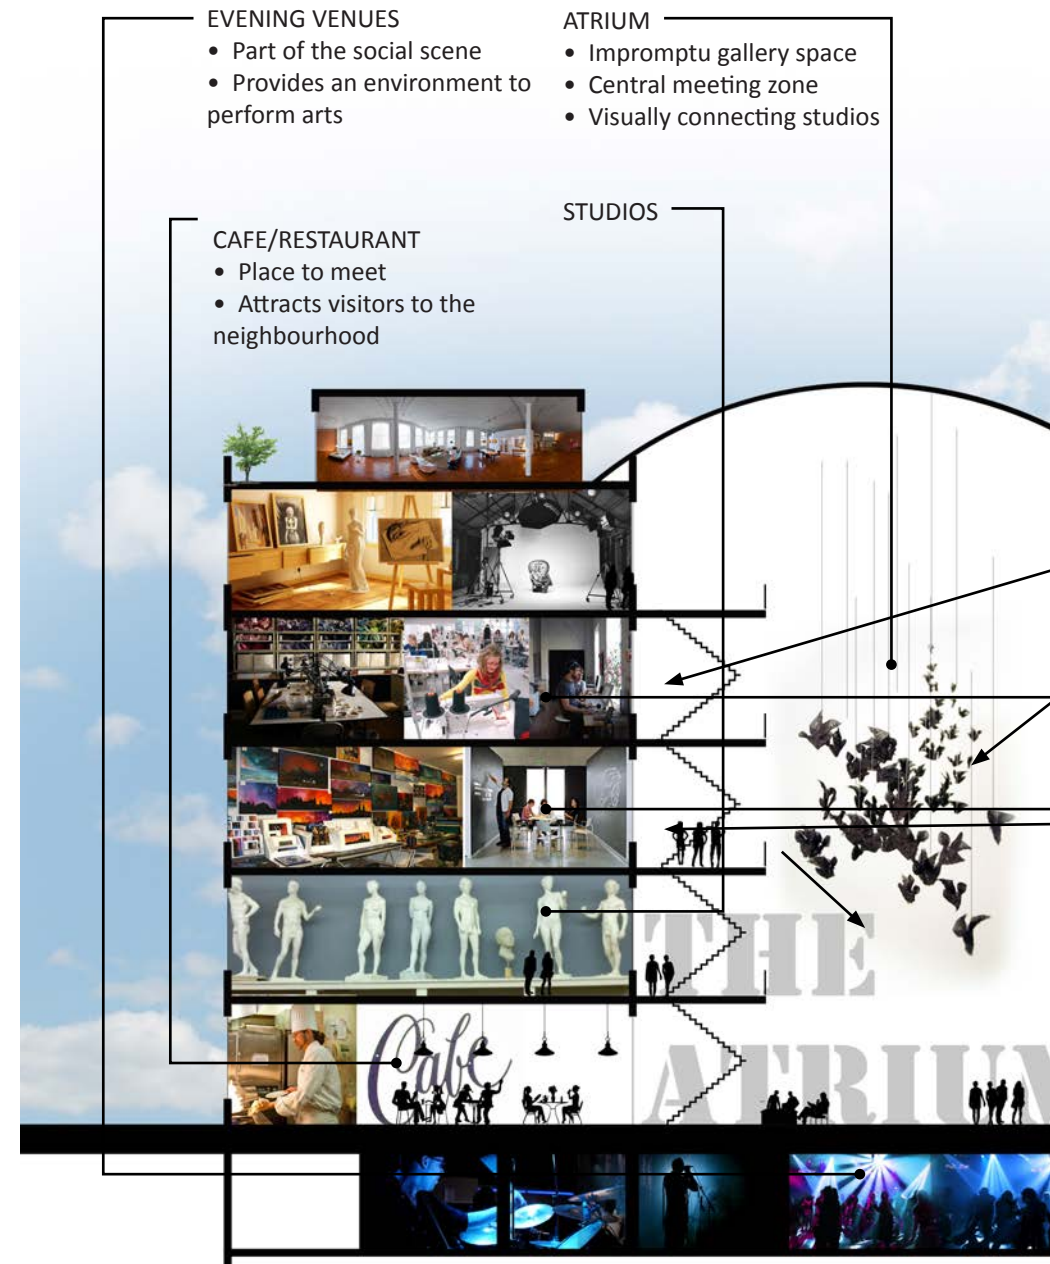 EVENING VENUES
• Part of the social scene
• Provides an environment to
perform arts
ATRIUM
• Impromptu gallery space
• Central meeting zone
• Visually connecting studios
CAFE/RESTAURANT
• Place to meet
• Attracts visitors to the
neighbourhood
STUDIOS
THE
Cafe
ATRIUM